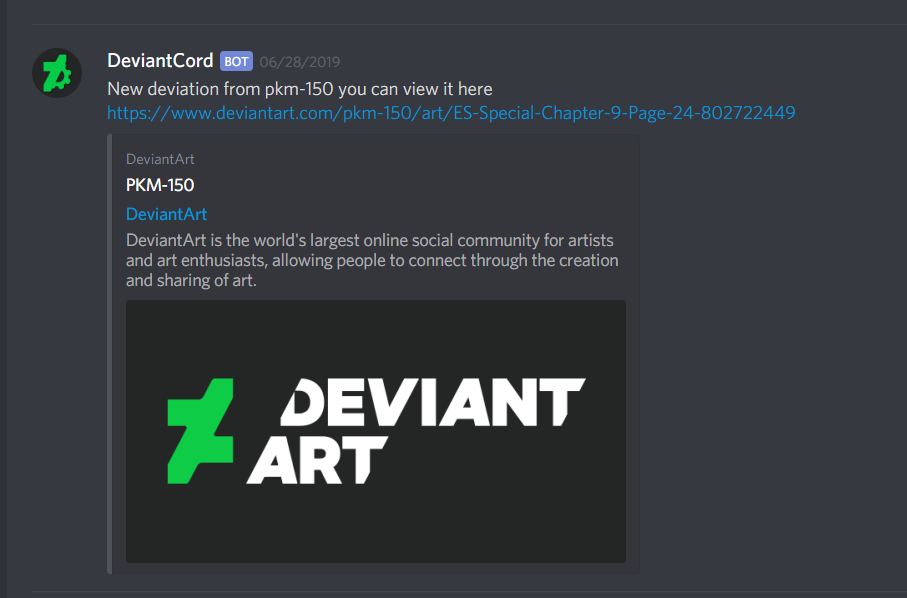 DeviantCord BOT 06/28/2019
New deviation from pkm-150 you can view it here
https://www.deviantart.com/pkm-150/art/ES-Special-Chapter-9-Page-24-802722449
DeviantArt
PKM-150
DeviantArt
DeviantArt is the world's largest online social community for artists
and art enthusiasts, allowing people to connect through the creation
and sharing of art.
DEVIANT
ART